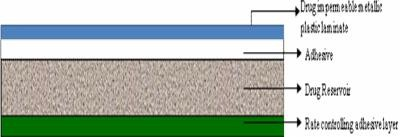 Drug impermeable metallic
plastic laminate
Adhesive
Drug Reservoir
Rate controlling adhesive layer